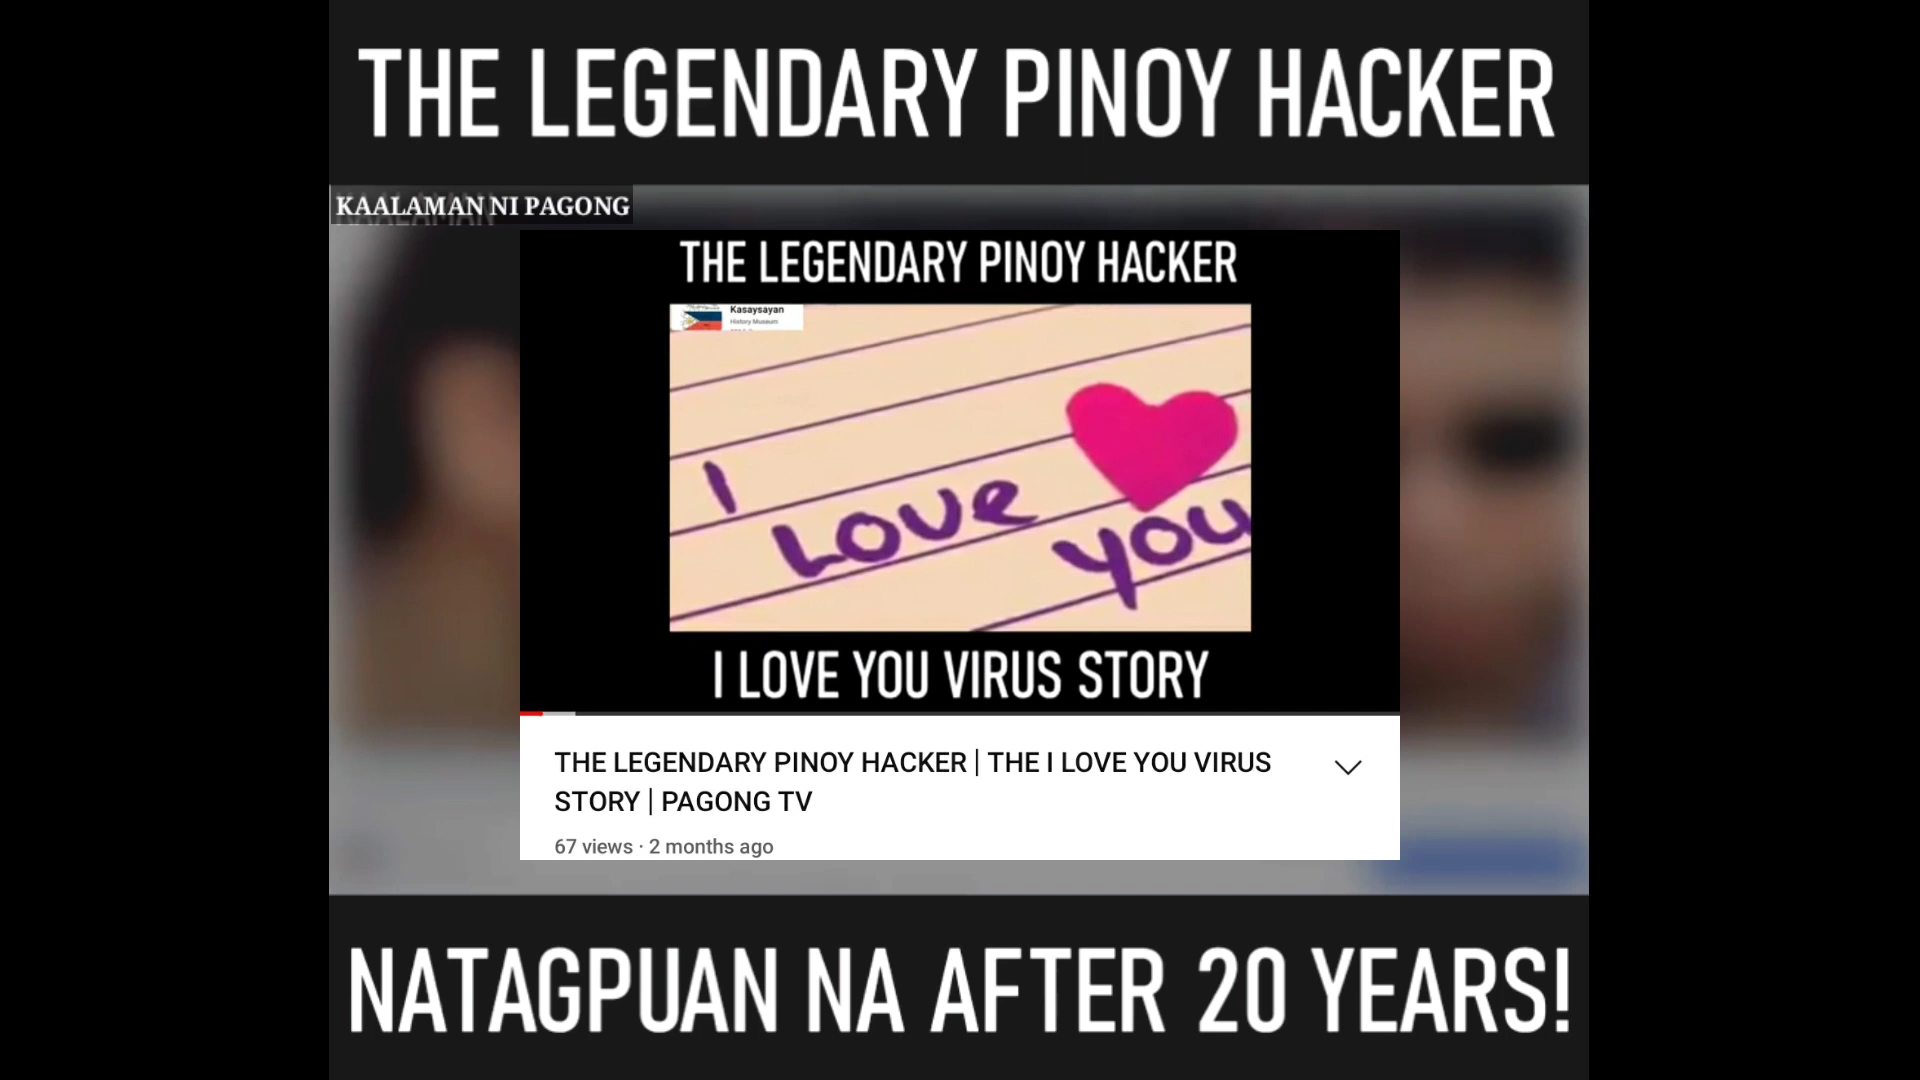 THE LEGENDARY PINOY HACKER
KAALAMAN NI PAGONG
THE LEGENDARY PINOY HACKER
Kasaysayan
History Museum
I LOVE YOU
I LOVE YOU VIRUS STORY
THE LEGENDARY PINOY HACKER | THE I LOVE YOU VIRUS
STORY | PAGONG TV
67 views · 2 months ago
NATAGPUAN NA AFTER 20 YEARS!